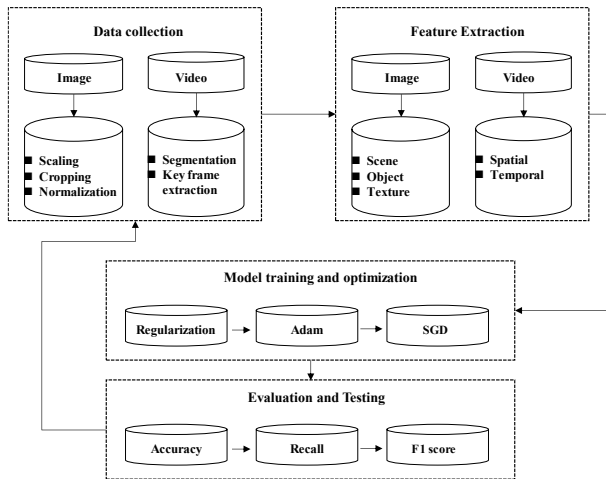 Data collection
Image
Video
Scaling
Cropping
Normalization
Segmentation
Key frame
extraction
Feature Extraction
Image
Video
Scene
Object
Texture
Spatial
Temporal
Model training and optimization
Regularization
Adam
SGD
Evaluation and Testing
Accuracy
Recall
F1 score